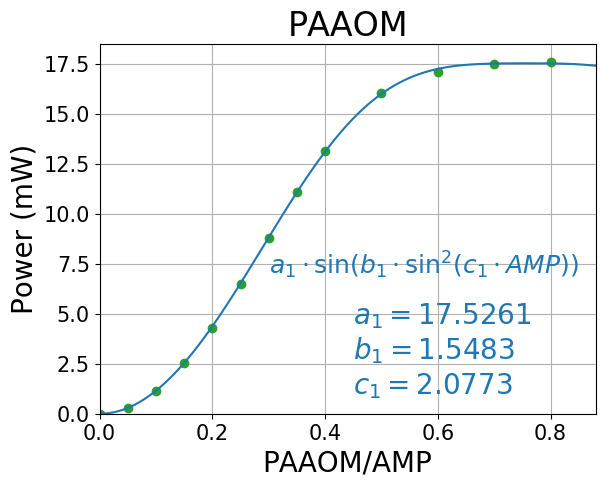 PAAOM
Power (mW)
17.5
15.0
12.5
10.0
7.5
5.0
2.5
0.0
a₁ · sin(b₁ · sin²(c₁ · AMP))
a₁ = 17.5261
b₁ = 1.5483
c₁ = 2.0773
0.0 0.2 0.4 0.6 0.8
PAAOM/AMP